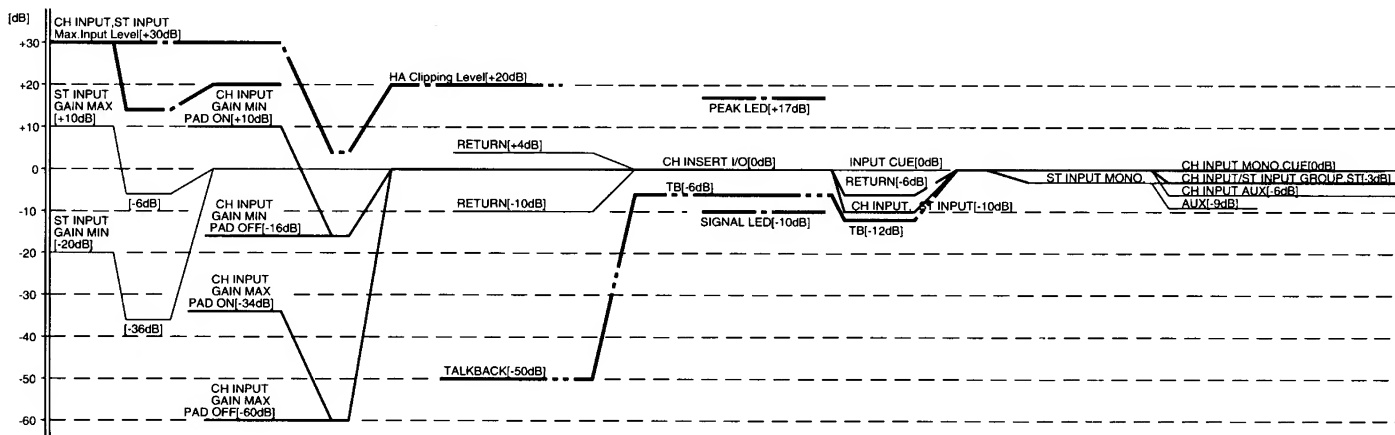 [dB]
CH INPUT,ST INPUT
Max.Input Level[+30dB]
+30
+20
+10
0
-10
-20
-30
-40
-50
-60
ST INPUT
GAIN MAX
[+10dB]
CH INPUT
GAIN MIN
PAD ON[+10dB]
HA Clipping Level[+20dB]
PEAK LED[+17dB]
RETURN[+4dB]
CH INSERT I/O[0dB]
INPUT CUE[0dB]
CH INPUT MONO CUE[0dB]
RETURN[-6dB]
ST INPUT MONO
CH INPUT/ST INPUT GROUP ST[-3dB]
TB[-6dB]
CH INPUT AUX[-6dB]
[-6dB]
RETURN[-10dB]
CH INPUT, ST INPUT[-10dB]
AUX[-9dB]
ST INPUT
GAIN MIN
[-20dB]
CH INPUT
GAIN MIN
PAD OFF[-16dB]
SIGNAL LED[-10dB]
TB[-12dB]
CH INPUT
GAIN MAX
PAD ON[-34dB]
[-36dB]
TALKBACK[-50dB]
CH INPUT
GAIN MAX
PAD OFF[-60dB]